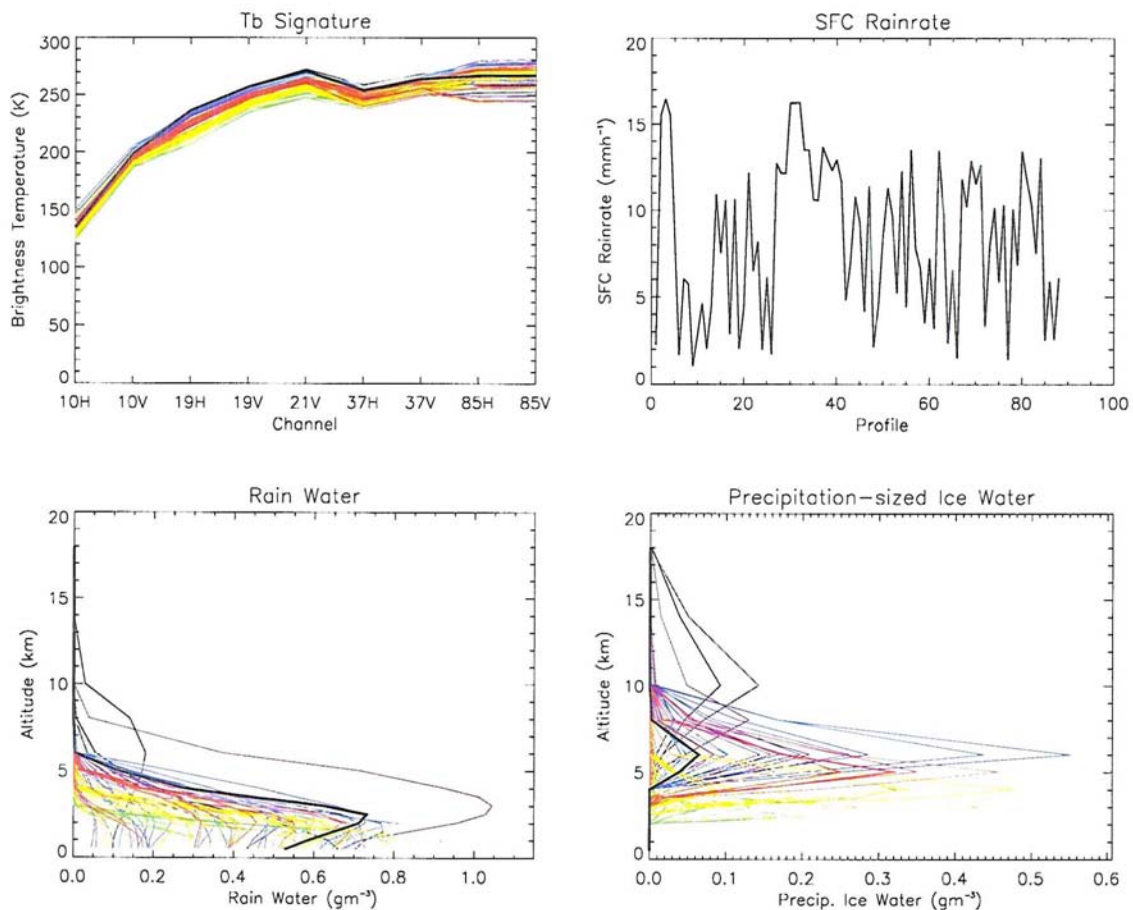 Tb Signature
300
250
200
150
100
50
0
Brightness Temperature (K)
10H 10V 19H 19V 21V 37H 37V 85H 85V
Channel
SFC Rainrate
20
15
10
5
0
SFC Rainrate (mmh⁻¹)
0 20 40 60 80 100
Profile
Rain Water
20
15
10
5
0
Altitude (km)
0.0 0.2 0.4 0.6 0.8 1.0
Rain Water (gm⁻³)
Precipitation-sized Ice Water
20
15
10
5
0
Altitude (km)
0.0 0.1 0.2 0.3 0.4 0.5 0.6
Precip. Ice Water (gm⁻³)